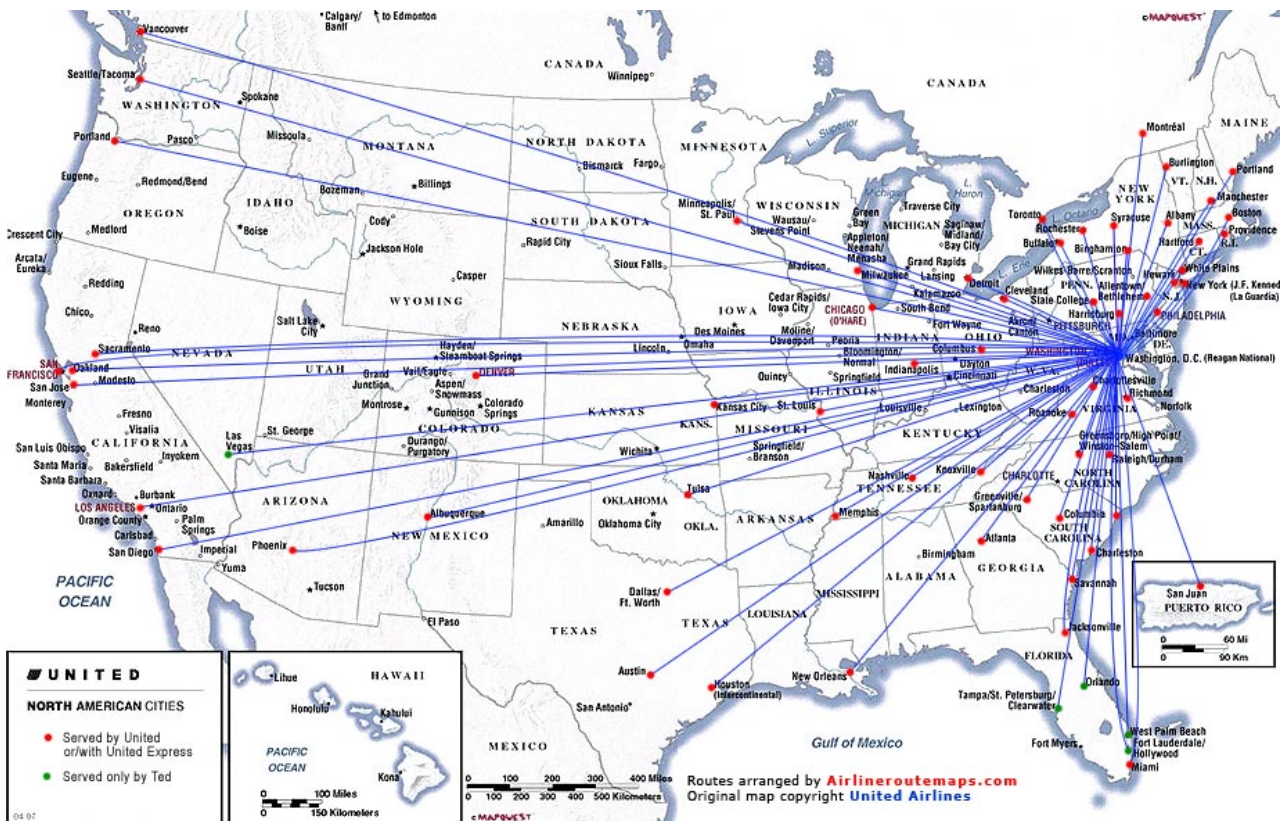 Calgary/
Banff
to Edmonton
©MAPQUEST
Vancouver
Seattle/Tacoma
WASHINGTON
Spokane
Portland
Pasco
Missoula
MONTANA
CANADA
Winnipeg
NORTH DAKOTA
Bismarck
Fargo
MINNESOTA
L. Superior
CANADA
Montréal
MAINE
Eugene
Redmond/Bend
OREGON
IDAHO
Bozeman
Billings
Boise
Cody
Jackson Hole
SOUTH DAKOTA
Rapid City
Sioux Falls
Minneapolis/
St. Paul
WISCONSIN
Wausau/
Stevens Point
Green
Bay
Appleton/
Neenah/
Menasha
L.
Michigan
Traverse City
L.
Huron
MICHIGAN
Saginaw/
Midland/
Bay City
Grand Rapids
Lansing
Milwaukee
Madison
Kalamazoo
Detroit
L. Erie
Cleveland
Toronto
L. Ontario
Rochester
Buffalo
NEW
YORK
Syracuse
Binghamton
Burlington
VT.
N.H.
Portland
Manchester
Albany
MASS.
Boston
Providence
R.I.
Hartford
CT.
White Plains
Newark
New York (J.F. Kenned
(La Guardia)
Wilkes Barre/Scranton
PENN.
Allentown/
Bethlehem
N.J.
State College
Harrisburg
PHILADELPHIA
PITTSBURGH
Akron/
Canton
Baltimore
DE.
Washington, D.C. (Reagan National)
WASHINGTON
W. VA.
Crescent City
Medford
Arcata/
Eureka
Redding
Chico
Reno
Sacramento
NEVADA
SAN
FRANCISCO
Oakland
San Jose
Modesto
Monterey
Fresno
Visalia
CALIFORNIA
Inyokern
San Luis Obispo
Santa Maria
Bakersfield
Santa Barbara
Oxnard
Burbank
LOS ANGELES
Ontario
Orange County
Palm
Springs
Carlsbad
San Diego
Imperial
Yuma
Las
Vegas
St. George
Salt Lake
City
UTAH
WYOMING
Casper
Hayden/
Steamboat Springs
Vail/Eagle
DENVER
Grand
Junction
Aspen/
Snowmass
Montrose
Gunnison
Colorado
Springs
COLORADO
Durango/
Purgatory
ARIZONA
Phoenix
Tucson
Albuquerque
NEW MEXICO
El Paso
NEBRASKA
Lincoln
Omaha
IOWA
Des Moines
Cedar Rapids/
Iowa City
Moline/
Davenport
CHICAGO
(O'HARE)
South Bend
Fort Wayne
INDIANA
OHIO
Peoria
Bloomington/
Normal
Indianapolis
Columbus
Dayton
Cincinnati
Quincy
Springfield
ILLINOIS
KANSAS
Kansas City
KANS.
MISSOURI
St. Louis
Louisville
Lexington
KENTUCKY
Charleston
Charlottesville
Richmond
Norfolk
Roanoke
VIRGINIA
Wichita
Springfield/
Branson
Tulsa
OKLAHOMA
Oklahoma City
OKLA.
Amarillo
ARKANSAS
Memphis
Nashville
TENNESSEE
Knoxville
CHARLOTTE
Greensboro/High Point/
Winston-Salem
Raleigh/Durham
NORTH
CAROLINA
Greenville/
Spartanburg
Columbia
SOUTH
CAROLINA
Charleston
Atlanta
Birmingham
GEORGIA
ALABAMA
MISSISSIPPI
LOUISIANA
Savannah
Jacksonville
FLORIDA
Orlando
Tampa/St. Petersburg/
Clearwater
Fort Myers
West Palm Beach
Fort Lauderdale/
Hollywood
Miami
Dallas/
Ft. Worth
TEXAS
TEXAS
Austin
Houston
(Intercontinental)
San Antonio
New Orleans
MEXICO
Gulf of Mexico
PACIFIC
OCEAN
San Juan
PUERTO RICO
0 60 Mi
0 90 Km
UNITED
NORTH AMERICAN CITIES
Served by United
or/with United Express
Served only by Ted
04.07
HAWAII
Lihue
Honolulu
Kahului
Kona
PACIFIC
OCEAN
0 100 Miles
0 150 Kilometers
0 100 200 300 400 Miles
0 100 200 300 400 500 Kilometers
©MAPQUEST
Routes arranged by Airlineroutemaps.com
Original map copyright United Airlines